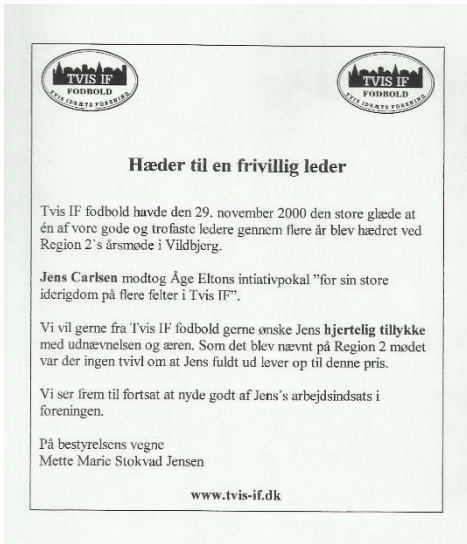 TVIS IF
FODBOLD
TVIS IDRÆTS FORENING
TVIS IF
FODBOLD
TVIS IDRÆTS FORENING
Hæder til en frivillig leder
Tvis IF fodbold havde den 29. november 2000 den store glæde at
én af vore gode og trofaste ledere gennem flere år blev hædret ved
Region 2`s årsmøde i Vildbjerg.
Jens Carlsen modtog Åge Eltons intiativpokal ”for sin store
iderigdom på flere felter i Tvis IF”.
Vi vil gerne fra Tvis IF fodbold gerne ønske Jens hjertelig tillykke
med udnævnelsen og æren. Som det blev nævnt på Region 2 mødet
var der ingen tvivl om at Jens fuldt ud lever op til denne pris.
Vi ser frem til fortsat at nyde godt af Jens´s arbejdsindsats i
foreningen.
På bestyrelsens vegne
Mette Marie Stokvad Jensen
www.tvis-if.dk